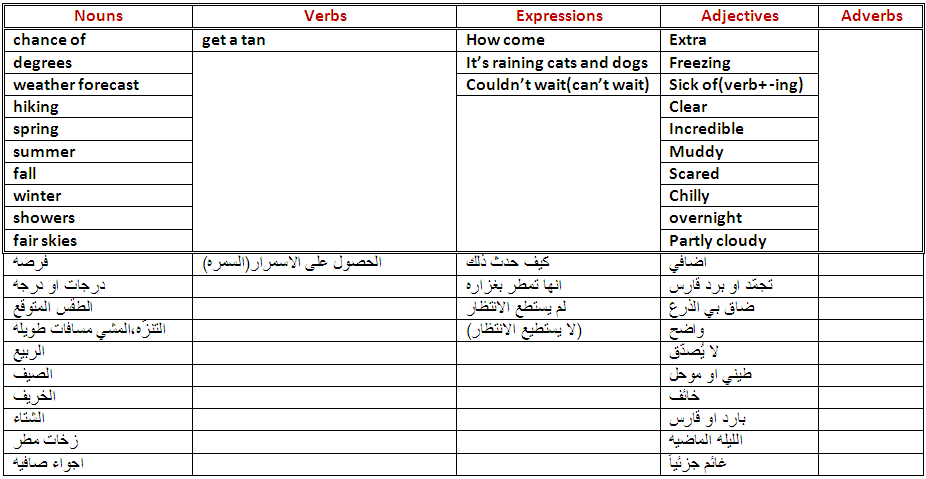 Nouns Verbs Expressions Adjectives Adverbs
chance of get a tan How come Extra
degrees It's raining cats and dogs Freezing
weather forecast Couldn't wait(can't wait) Sick of(verb+-ing)
hiking Clear
spring Incredible
summer Muddy
fall Scared
winter Chilly
showers overnight
fair skies Partly cloudy
فرصه الحصول على الاسمرار(السمره) كيف حدث ذلك اضافي
درجات او درجه انها تمطر بغزاره تجمّد او برد قارس
الطقس المتوقع لم يستطع الانتظار ضاق بي الذرع
التنزّه،المشي مسافات طويله (لا يستطيع الانتظار) واضح
الربيع لا يُصدّق
الصيف طيني او موحل
الخريف خائف
الشتاء بارد او قارس
زخات مطر الليله الماضيه
اجواء صافيه غائم جزئياً